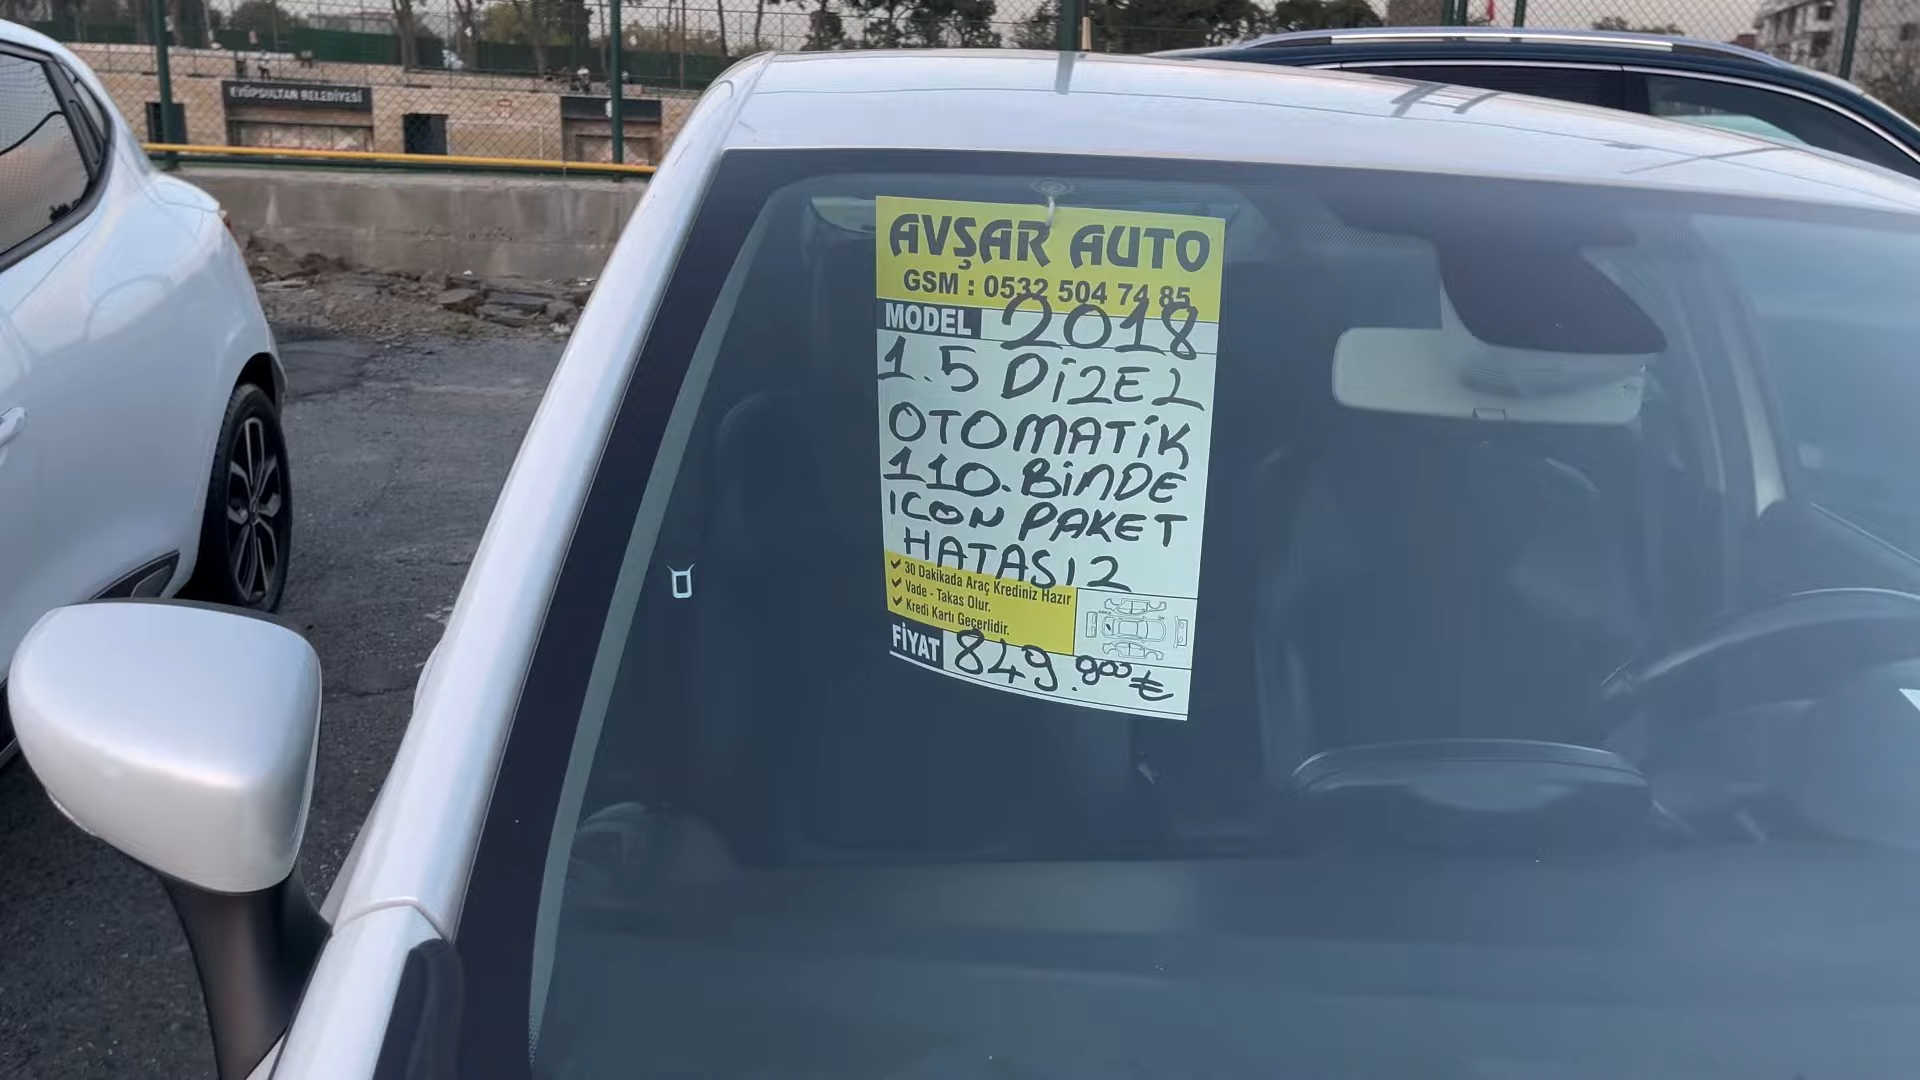 EYÜPSULTAN BELEDİYESİ
AVŞAR AUTO
GSM : 0532 504 74 85
MODEL 2018
1.5 DİZEL
OTOMATİK
110.BİNDE
ICON PAKET
HATASIZ
✓ 30 Dakikada Araç Krediniz Hazır
✓ Vade - Takas Olur.
✓ Kredi Kartı Geçerlidir.
FİYAT 849.900₺